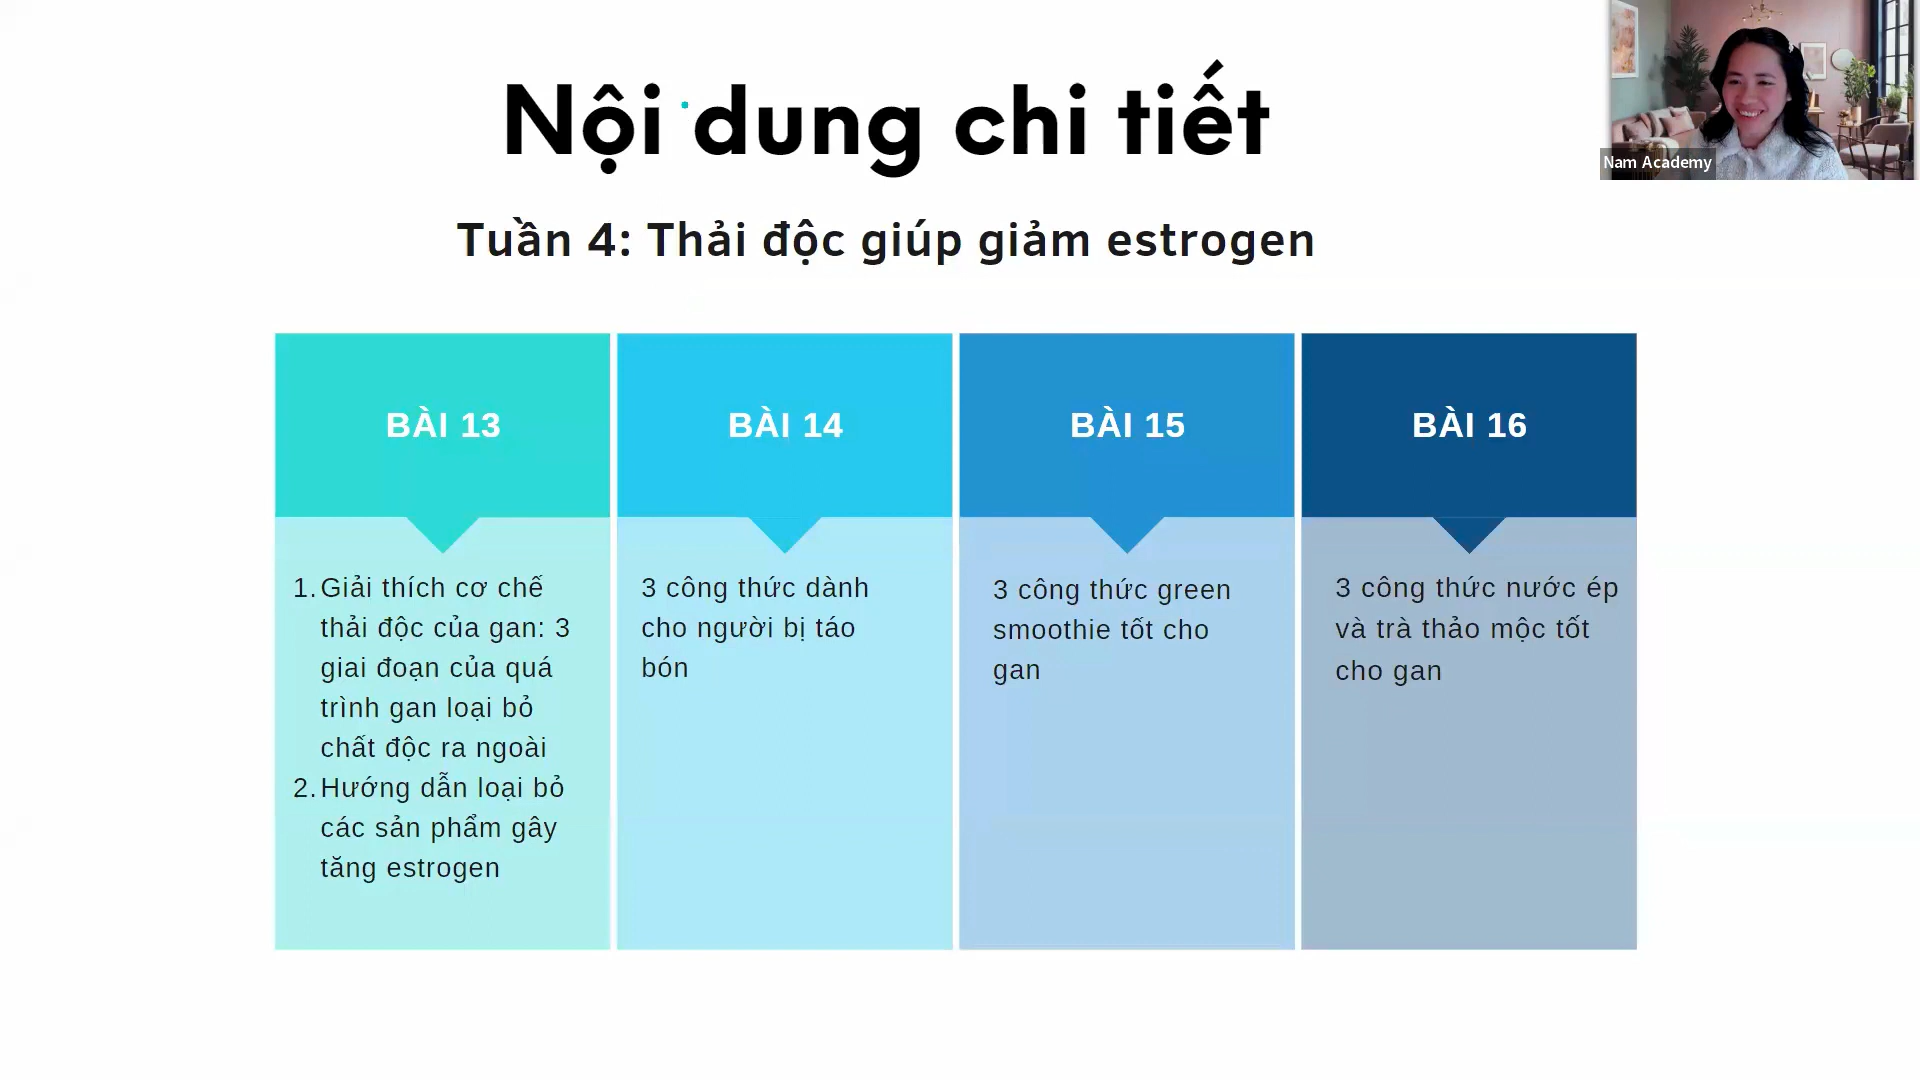 Nội dung chi tiết
Nam Academy
Tuần 4: Thải độc giúp giảm estrogen
BÀI 13
1. Giải thích cơ chế
thải độc của gan: 3
giai đoạn của quá
trình gan loại bỏ
chất độc ra ngoài
2. Hướng dẫn loại bỏ
các sản phẩm gây
tăng estrogen
BÀI 14
3 công thức dành
cho người bị táo
bón
BÀI 15
3 công thức green
smoothie tốt cho
gan
BÀI 16
3 công thức nước ép
và trà thảo mộc tốt
cho gan